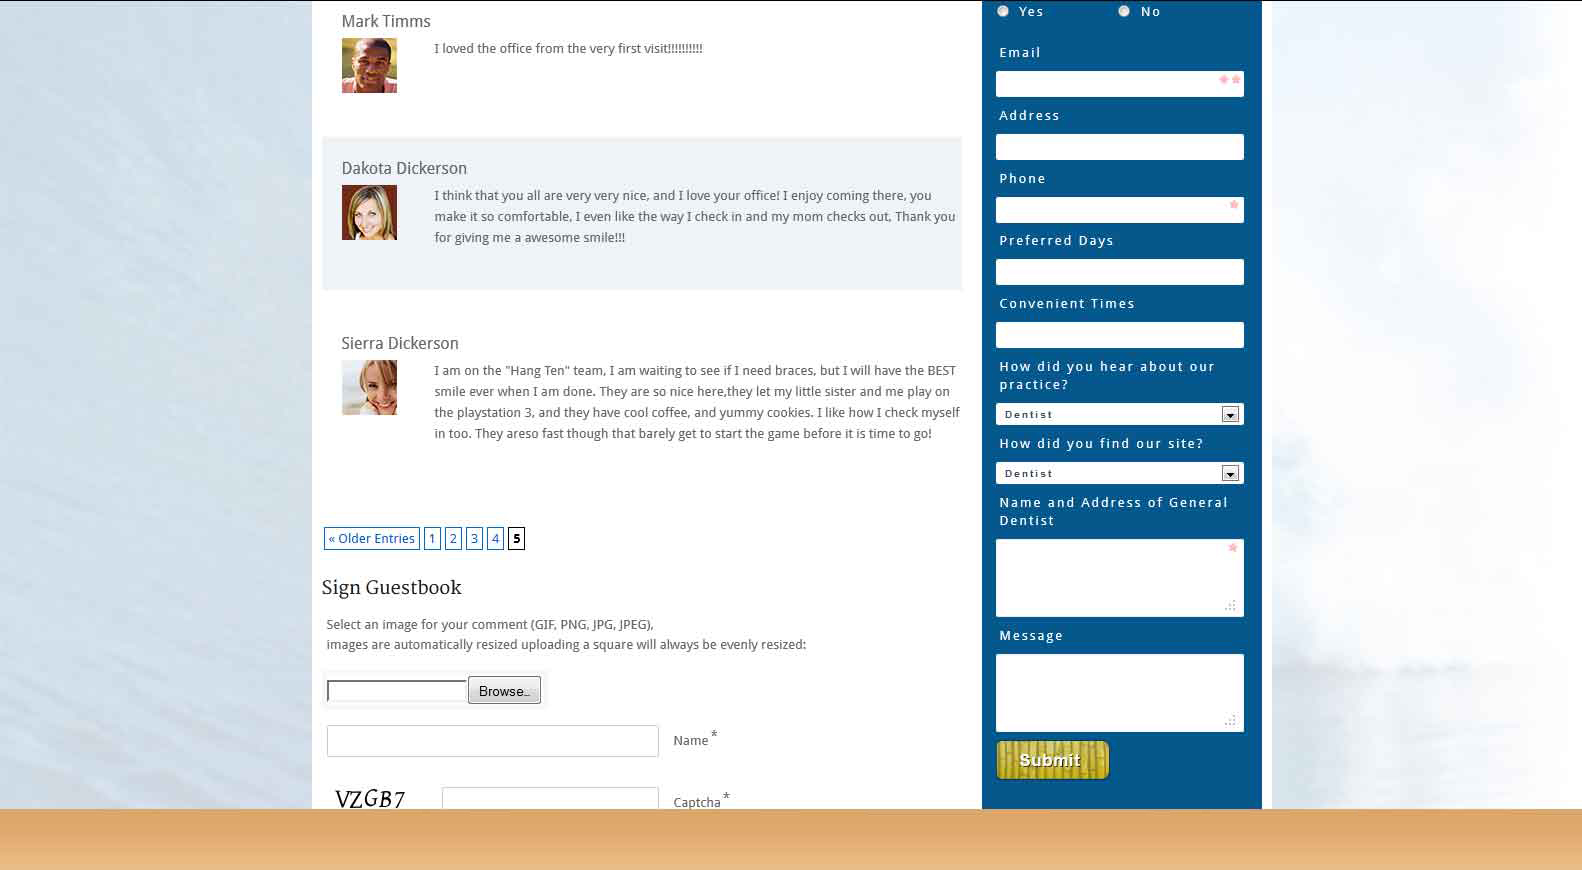 Mark Timms
I loved the office from the very first visit!!!!!!!!!!
Dakota Dickerson
I think that you all are very very nice, and I love your office! I enjoy coming there, you
make it so comfortable, I even like the way I check in and my mom checks out, Thank you
for giving me a awesome smile!!!
Sierra Dickerson
I am on the "Hang Ten" team, I am waiting to see if I need braces, but I will have the BEST
smile ever when I am done. They are so nice here,they let my little sister and me play on
the playstation 3, and they have cool coffee, and yummy cookies. I like how I check myself
in too. They areso fast though that barely get to start the game before it is time to go!
« Older Entries 1 2 3 4 5
Sign Guestbook
Select an image for your comment (GIF, PNG, JPG, JPEG),
images are automatically resized uploading a square will always be evenly resized:
Browse..
Name *
VZGB7 Captcha *
Yes No
Email
**
Address
Phone
*
Preferred Days
Convenient Times
How did you hear about our
practice?
Dentist
How did you find our site?
Dentist
Name and Address of General
Dentist
*
Message
Submit